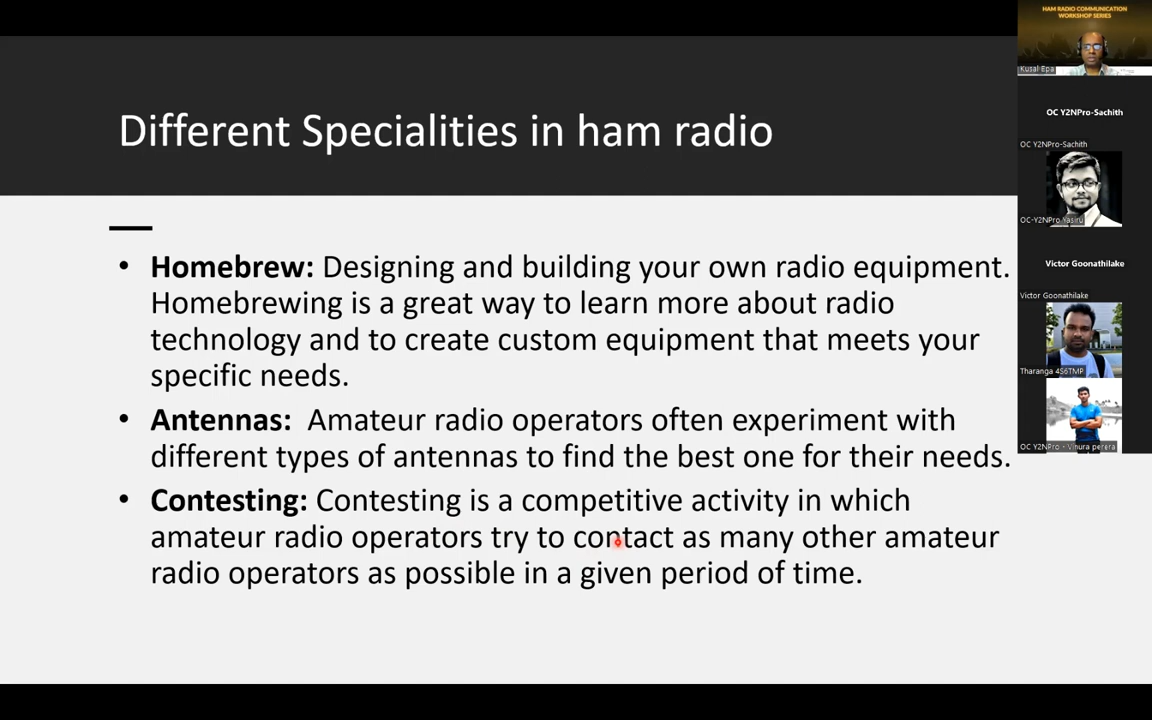 Different Specialities in ham radio
• Homebrew: Designing and building your own radio equipment.
Homebrewing is a great way to learn more about radio
technology and to create custom equipment that meets your
specific needs.
• Antennas: Amateur radio operators often experiment with
different types of antennas to find the best one for their needs.
• Contesting: Contesting is a competitive activity in which
amateur radio operators try to contact as many other amateur
radio operators as possible in a given period of time.
HAM RADIO COMMUNICATION
WORKSHOP SERIES
Kusal Epa
OC Y2NPro-Sachith
OC Y2NPro-Sachith
OC-Y2NPro Yasiru
Victor Goonathilake
Victor Goonathilake
Tharanga 4S6TMP
OC Y2NPro - Vinura perera